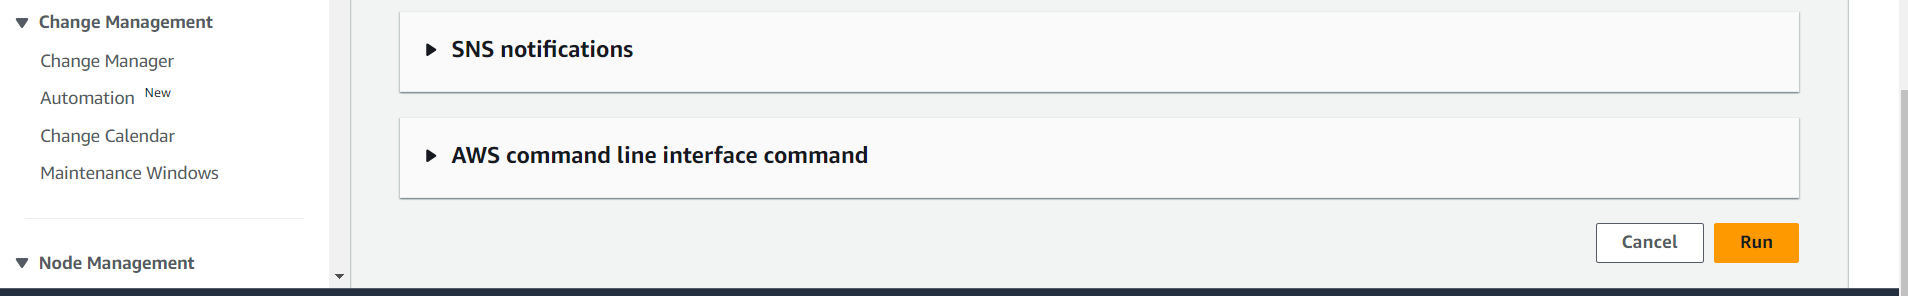 Change Management
Change Manager
Automation New
Change Calendar
Maintenance Windows
Node Management
SNS notifications
AWS command line interface command
Cancel
Run